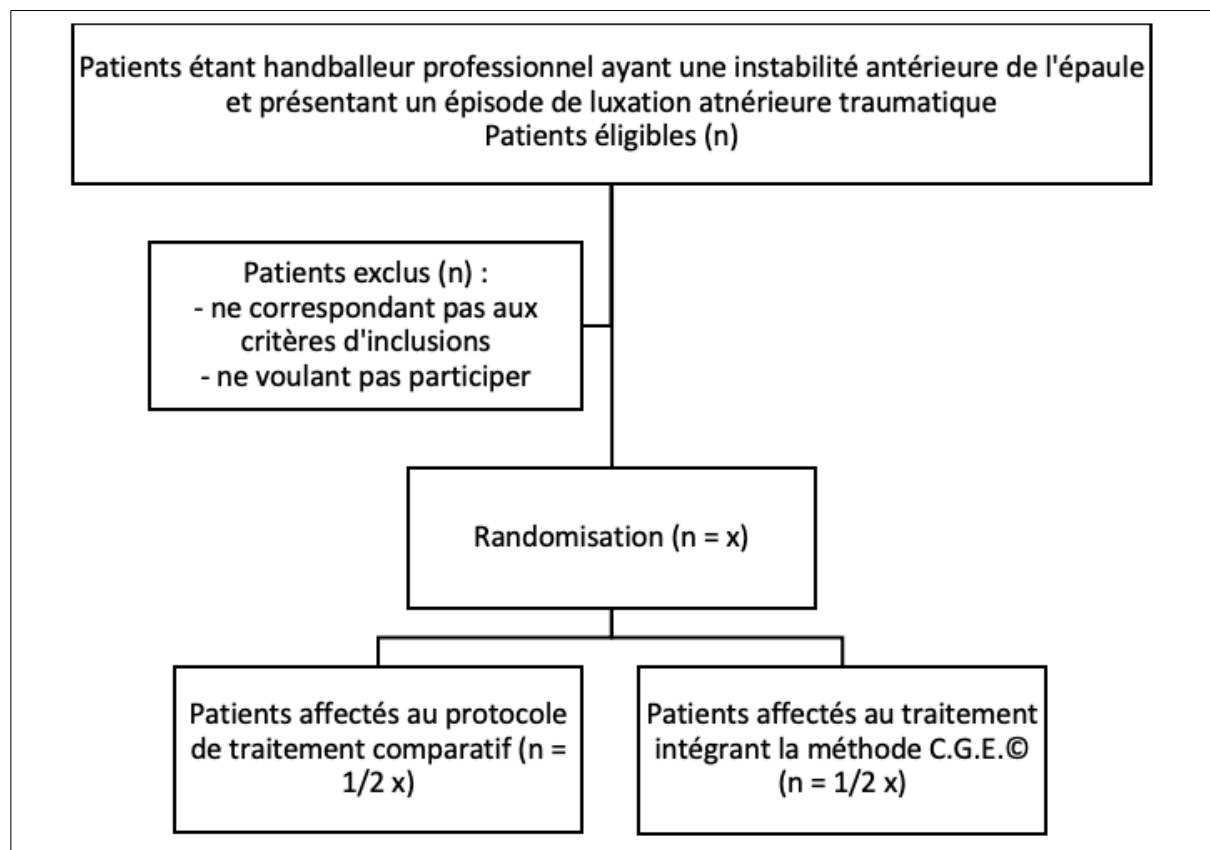 Patients étant handballeur professionnel ayant une instabilité antérieure de l'épaule
et présentant un épisode de luxation atnérieure traumatique
Patients éligibles (n)
Patients exclus (n) :
- ne correspondant pas aux
critères d'inclusions
- ne voulant pas participer
Randomisation (n = x)
Patients affectés au protocole
de traitement comparatif (n =
1/2 x)
Patients affectés au traitement
intégrant la méthode C.G.E.©
(n = 1/2 x)